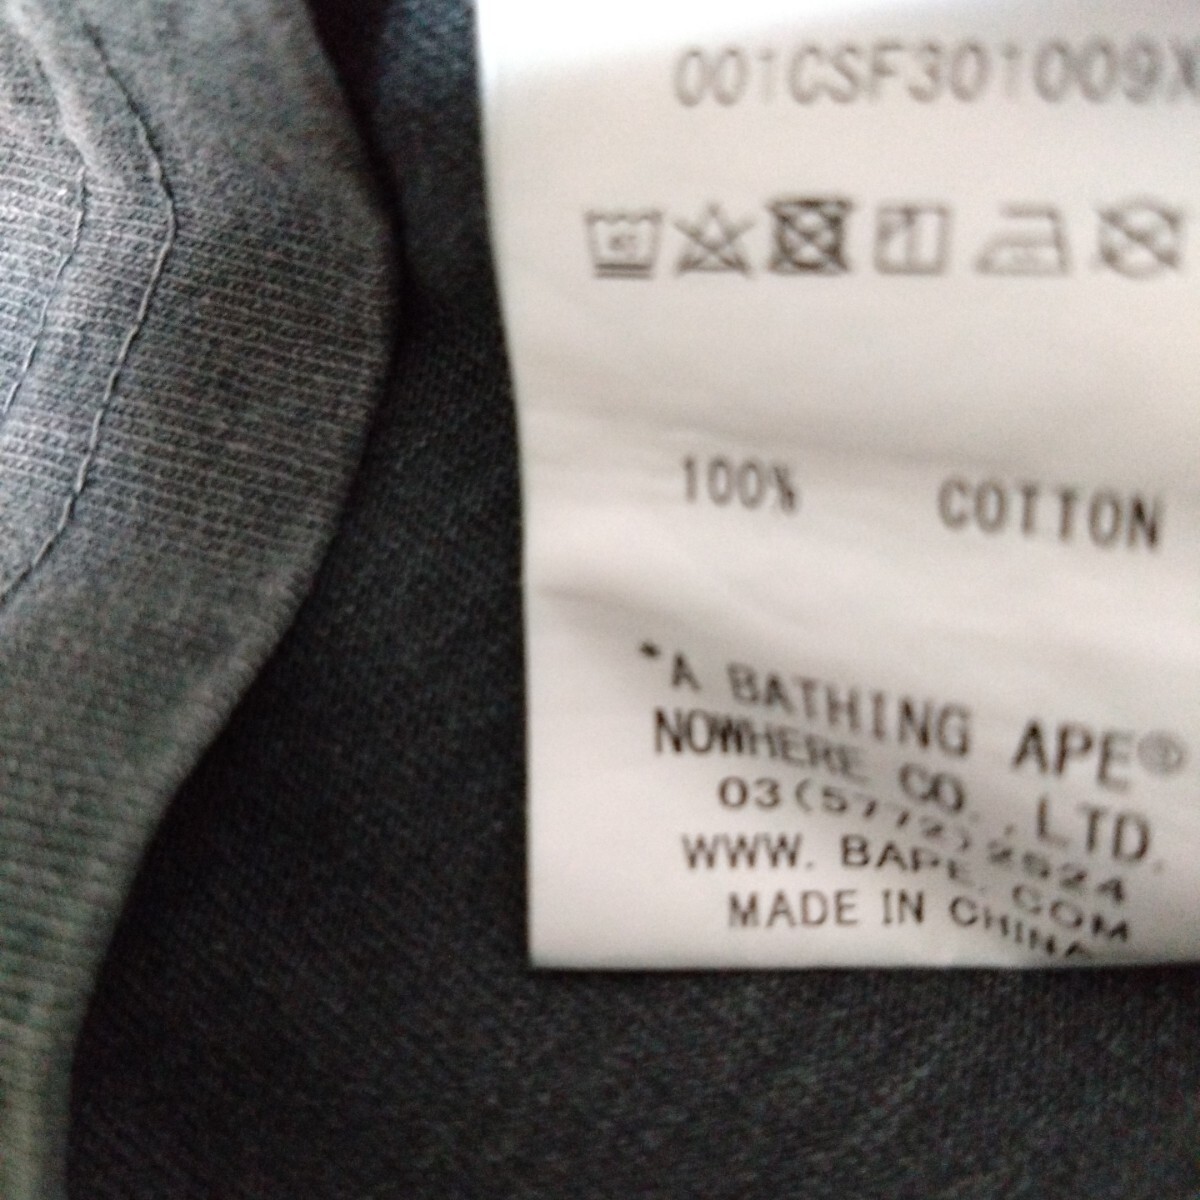 001CSF301009X
100% COTTON
"A BATHING APE®
NOWHERE CO.,LTD.
03(5772)2524
WWW.BAPE.COM
MADE IN CHINA